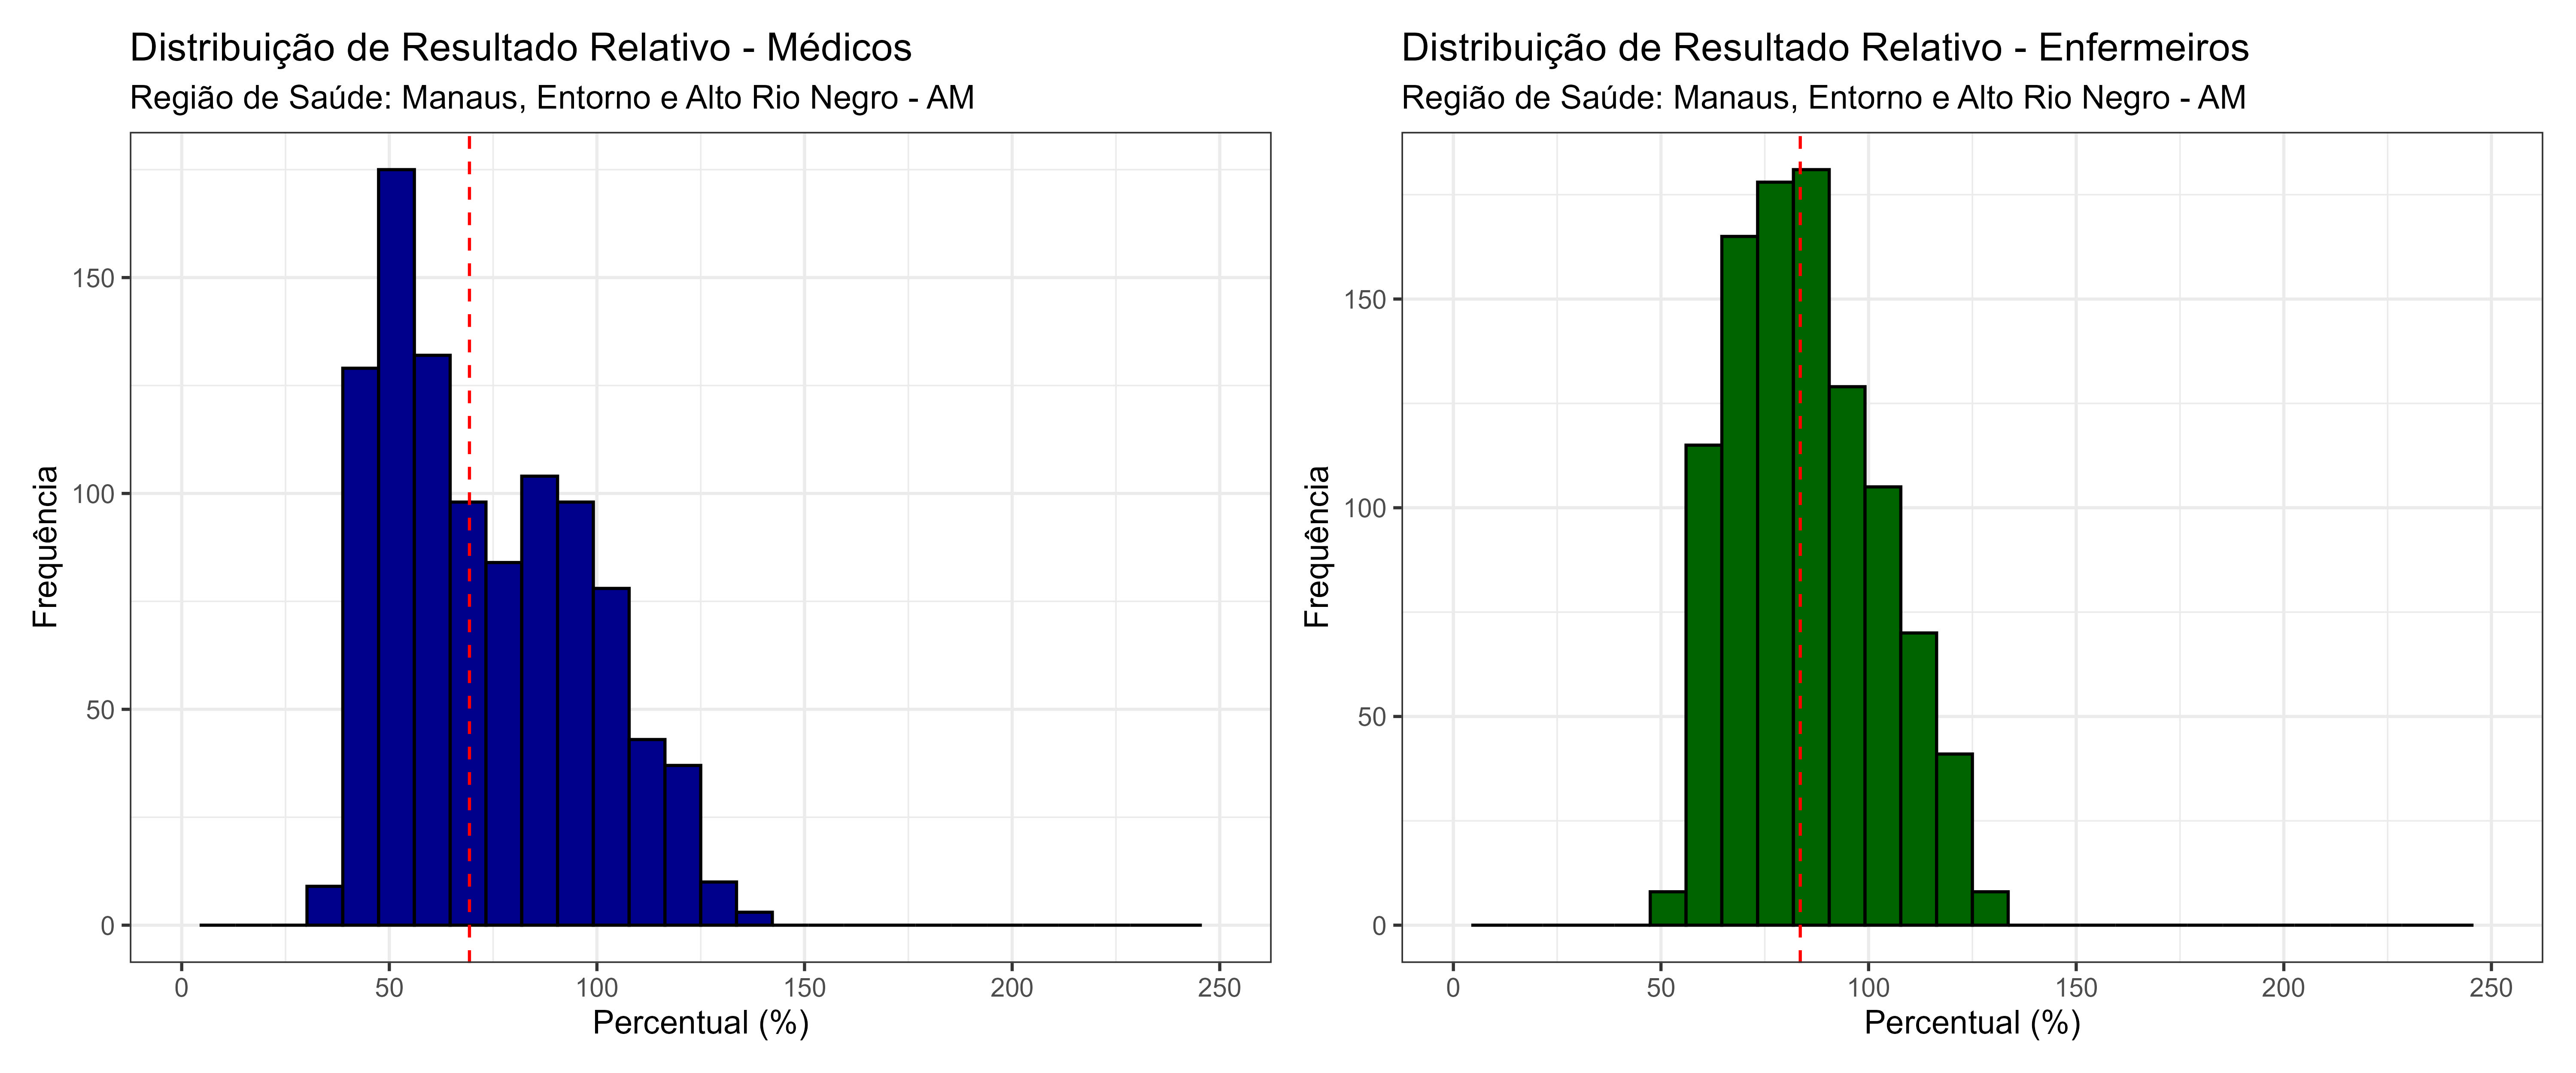 Distribuição de Resultado Relativo - Médicos
Região de Saúde: Manaus, Entorno e Alto Rio Negro - AM
Frequência
150
100
50
0
0 50 100 150 200 250
Percentual (%)
Distribuição de Resultado Relativo - Enfermeiros
Região de Saúde: Manaus, Entorno e Alto Rio Negro - AM
Frequência
150
100
50
0
0 50 100 150 200 250
Percentual (%)